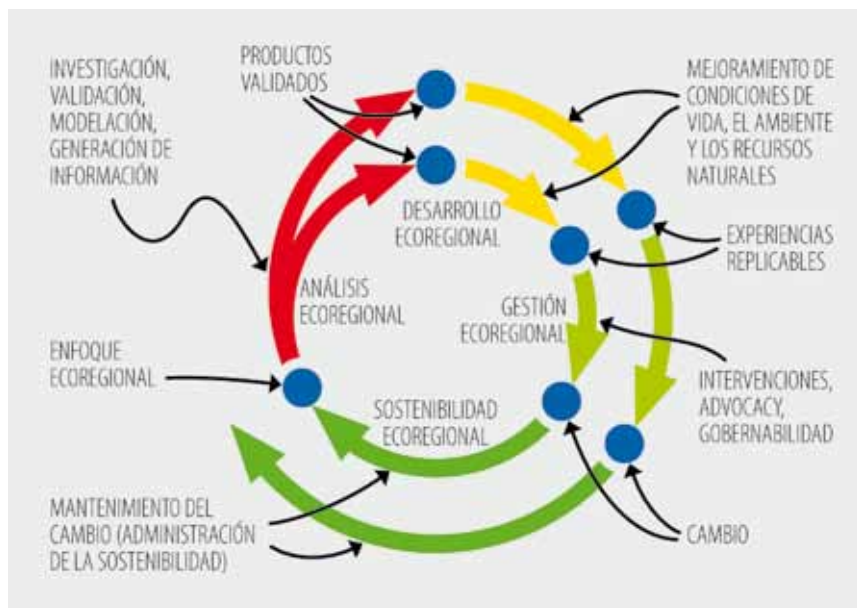 INVESTIGACIÓN,
VALIDACIÓN,
MODELACIÓN,
GENERACIÓN DE
INFORMACIÓN
PRODUCTOS
VALIDADOS
MEJORAMIENTO DE
CONDICIONES DE
VIDA, EL AMBIENTE
Y LOS RECURSOS
NATURALES
DESARROLLO
ECOREGIONAL
EXPERIENCIAS
REPLICABLES
ANÁLISIS
ECOREGIONAL
GESTIÓN
ECOREGIONAL
ENFOQUE
ECOREGIONAL
SOSTENIBILIDAD
ECOREGIONAL
INTERVENCIONES,
ADVOCACY,
GOBERNABILIDAD
MANTENIMIENTO DEL
CAMBIO (ADMINISTRACIÓN
DE LA SOSTENIBILIDAD)
CAMBIO